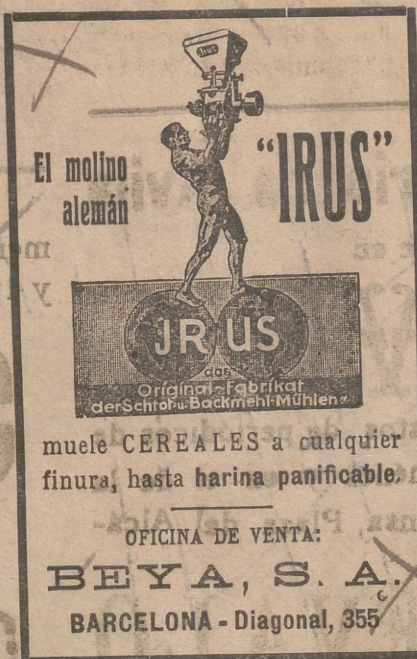 Irus
El molino
alemán
"IRUS"
JRUS
das
Original-Fabrikat
"der Schrot-u. Backmehl-Mühlen"
muele CEREALES a cualquier
finura, hasta harina panificable.
OFICINA DE VENTA:
BEYA, S. A.
BARCELONA - Diagonal, 355